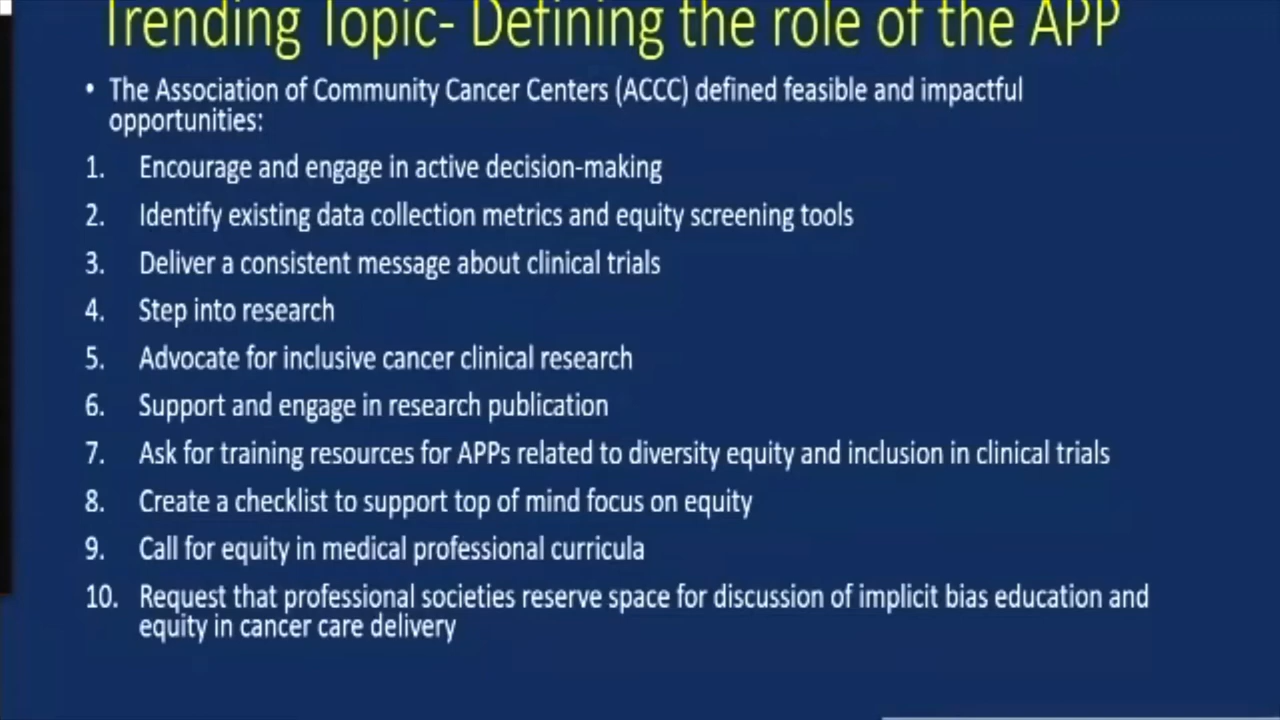 Trending Topic- Defining the role of the APP
• The Association of Community Cancer Centers (ACCC) defined feasible and impactful
opportunities:
1. Encourage and engage in active decision-making
2. Identify existing data collection metrics and equity screening tools
3. Deliver a consistent message about clinical trials
4. Step into research
5. Advocate for inclusive cancer clinical research
6. Support and engage in research publication
7. Ask for training resources for APPs related to diversity equity and inclusion in clinical trials
8. Create a checklist to support top of mind focus on equity
9. Call for equity in medical professional curricula
10. Request that professional societies reserve space for discussion of implicit bias education and
equity in cancer care delivery